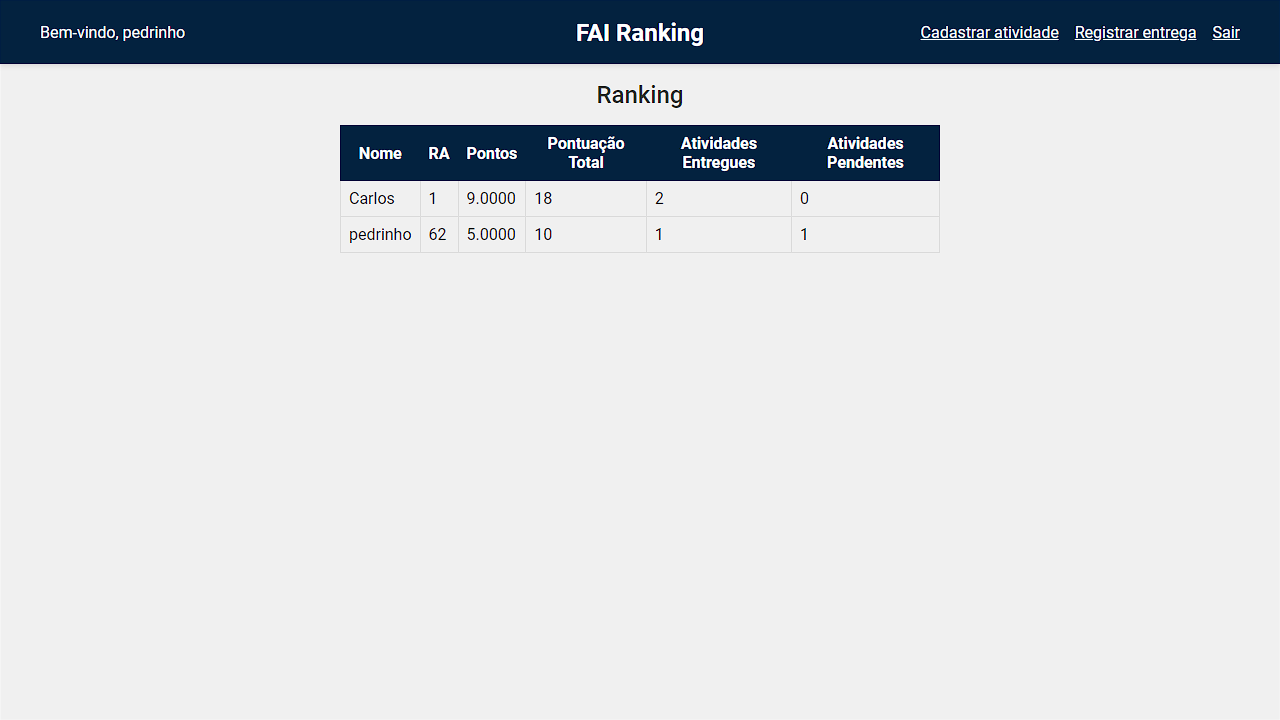 Bem-vindo, pedrinho
FAI Ranking
Cadastrar atividade Registrar entrega Sair
Ranking
Nome RA Pontos Pontuação Total Atividades Entregues Atividades Pendentes
Carlos 1 9.0000 18 2 0
pedrinho 62 5.0000 10 1 1